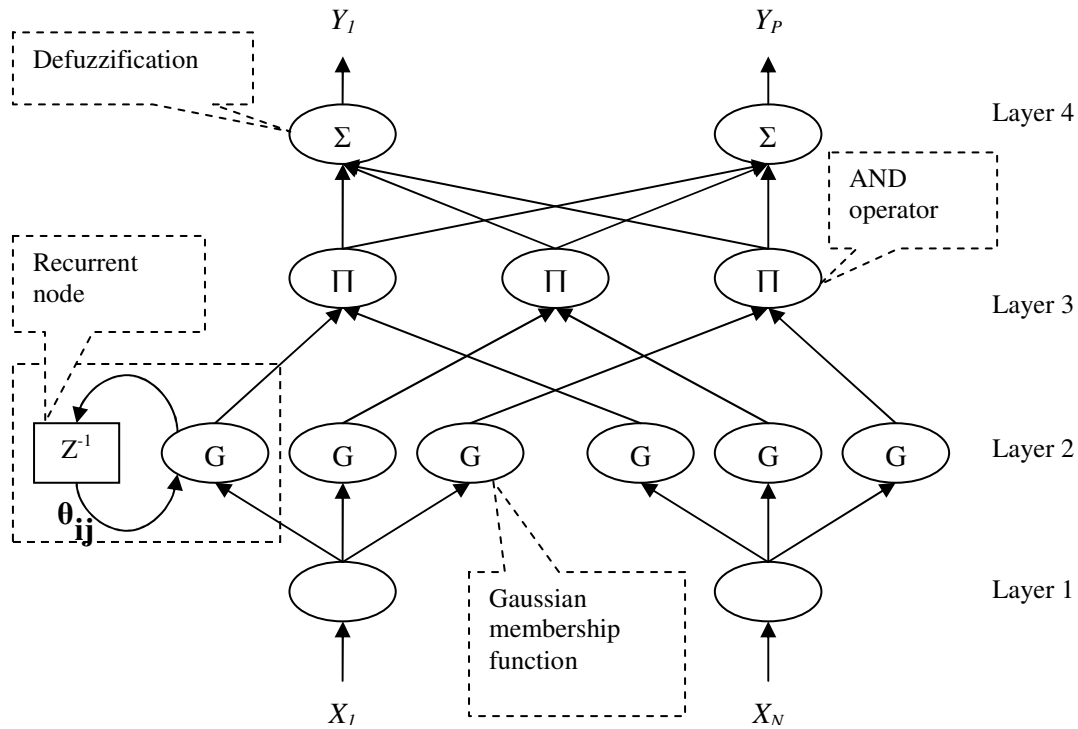 Y₁ Yₚ
Defuzzification
Layer 4
Σ Σ
AND
operator
Recurrent
node
Π Π Π
Layer 3
Z⁻¹ G G G G G G
Layer 2
θᵢⱼ
Layer 1
Gaussian
membership
function
X₁ X_N